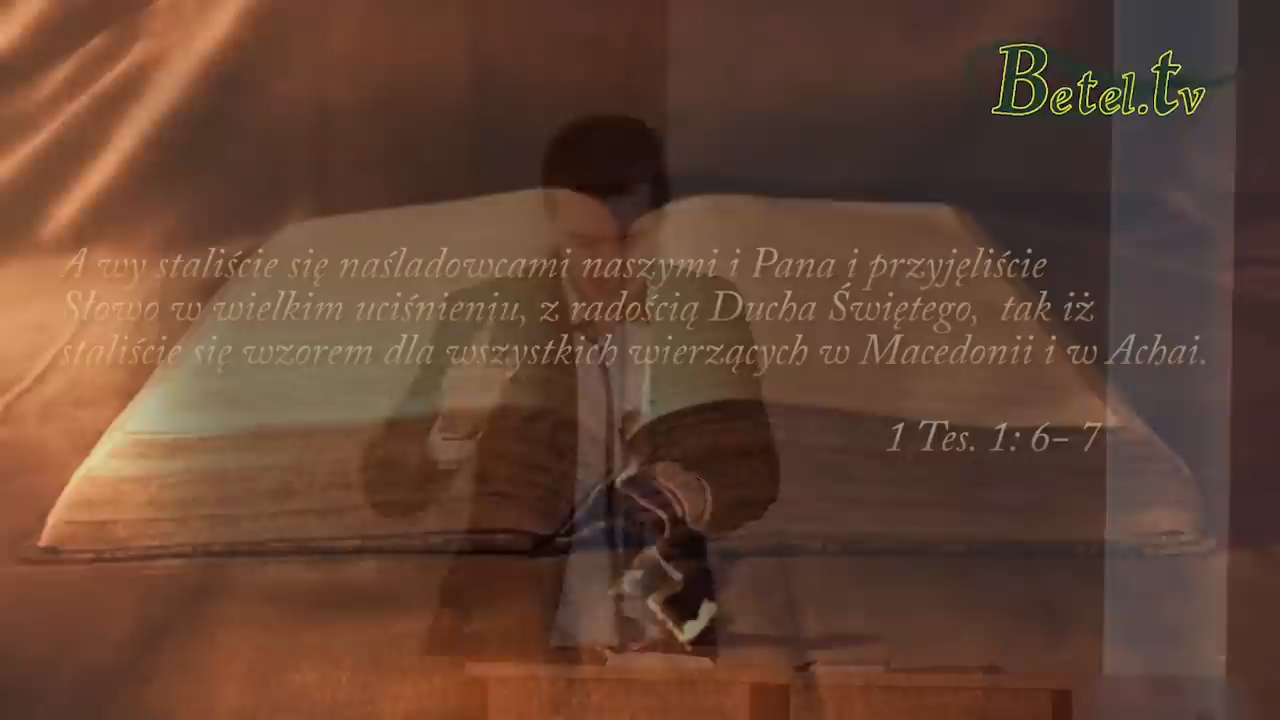 Betel.tv
A wy staliście się naśladowcami naszymi i Pana i przyjęliście
Słowo w wielkim uciśnieniu, z radością Ducha Świętego, tak iż
staliście się wzorem dla wszystkich wierzących w Macedonii i w Achai.
1 Tes. 1: 6- 7